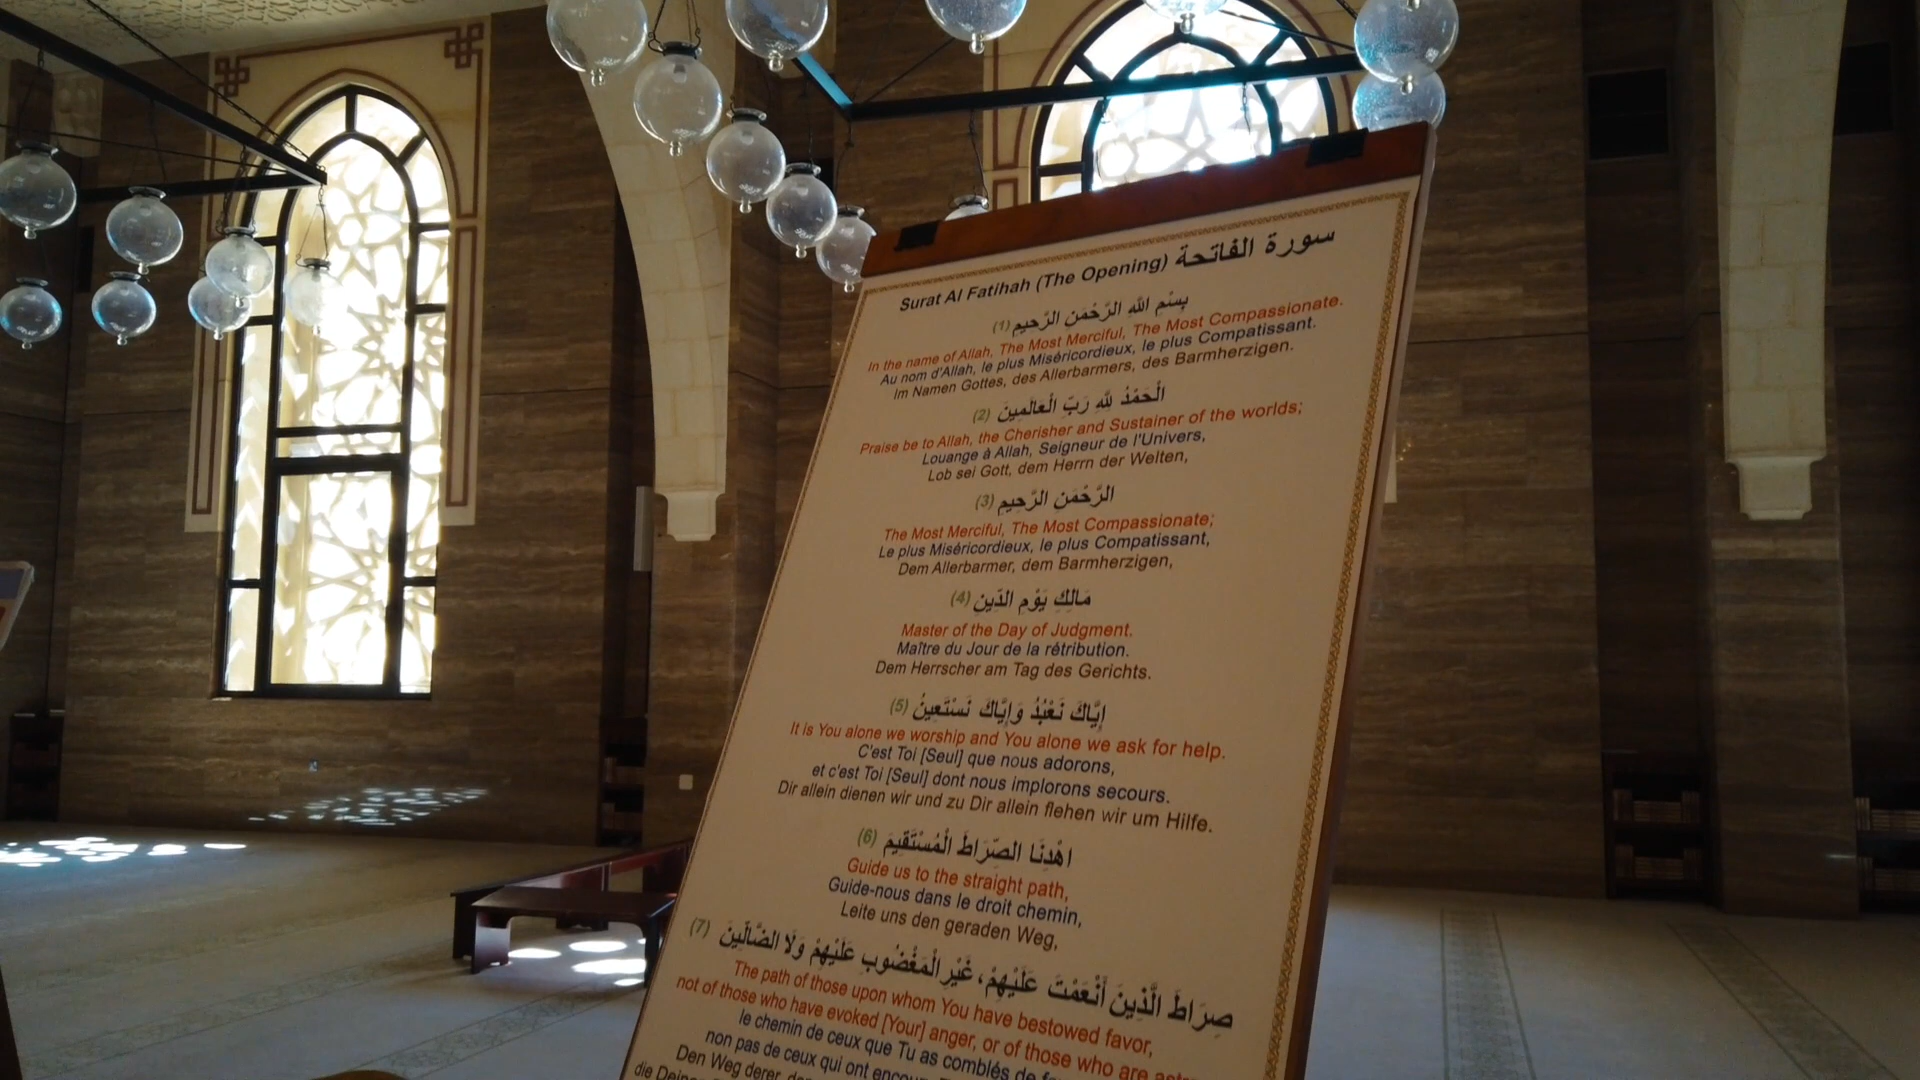 Surat Al Fatihah (The Opening) سورة الفاتحة
بِسْمِ اللَّهِ الرَّحْمَنِ الرَّحِيمِ (1)
In the name of Allah, The Most Merciful, The Most Compassionate.
Au nom d'Allah, le plus Miséricordieux, le plus Compatissant.
Im Namen Gottes, des Allerbarmers, des Barmherzigen.
الْحَمْدُ لِلَّهِ رَبِّ الْعَالَمِينَ (2)
Praise be to Allah, the Cherisher and Sustainer of the worlds;
Louange à Allah, Seigneur de l'Univers,
Lob sei Gott, dem Herrn der Welten,
الرَّحْمَنِ الرَّحِيمِ (3)
The Most Merciful, The Most Compassionate;
Le plus Miséricordieux, le plus Compatissant,
Dem Allerbarmer, dem Barmherzigen,
مَالِكِ يَوْمِ الدِّينِ (4)
Master of the Day of Judgment.
Maître du Jour de la rétribution.
Dem Herrscher am Tag des Gerichts.
إِيَّاكَ نَعْبُدُ وَإِيَّاكَ نَسْتَعِينُ (5)
It is You alone we worship and You alone we ask for help.
C'est Toi [Seul] que nous adorons,
et c'est Toi [Seul] dont nous implorons secours.
Dir allein dienen wir und zu Dir allein flehen wir um Hilfe.
اهْدِنَا الصِّرَاطَ الْمُسْتَقِيمَ (6)
Guide us to the straight path,
Guide-nous dans le droit chemin,
Leite uns den geraden Weg,
صِرَاطَ الَّذِينَ أَنْعَمْتَ عَلَيْهِمْ، غَيْرِ الْمَغْضُوبِ عَلَيْهِمْ وَلَا الضَّالِّينَ (7)
The path of those upon whom You have bestowed favor,
not of those who have evoked [Your] anger, or of those who are
le chemin de ceux que Tu as comblés de
non pas de ceux qui ont
Den Weg derer,
die